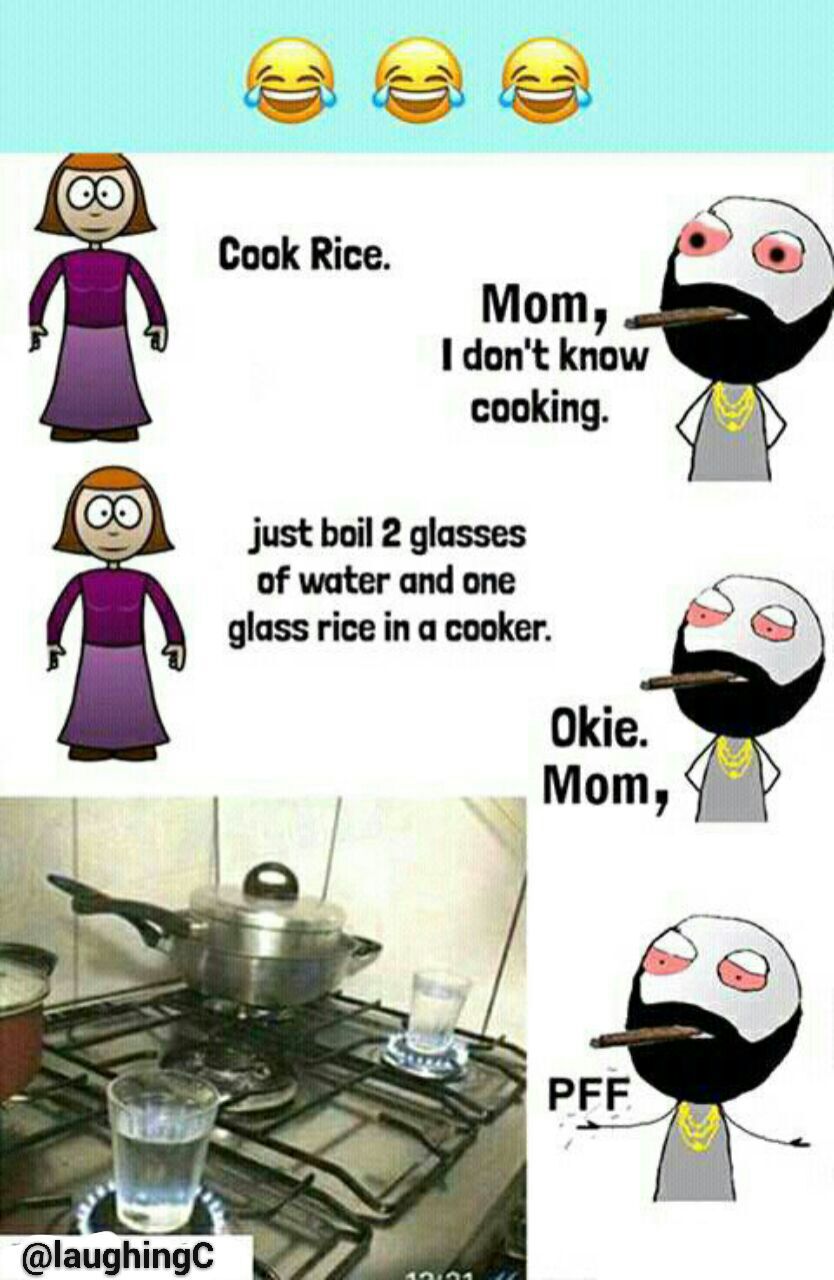 Cook Rice.
Mom,
I don't know
cooking.
just boil 2 glasses
of water and one
glass rice in a cooker.
Okie.
Mom,
PFF
@laughingC